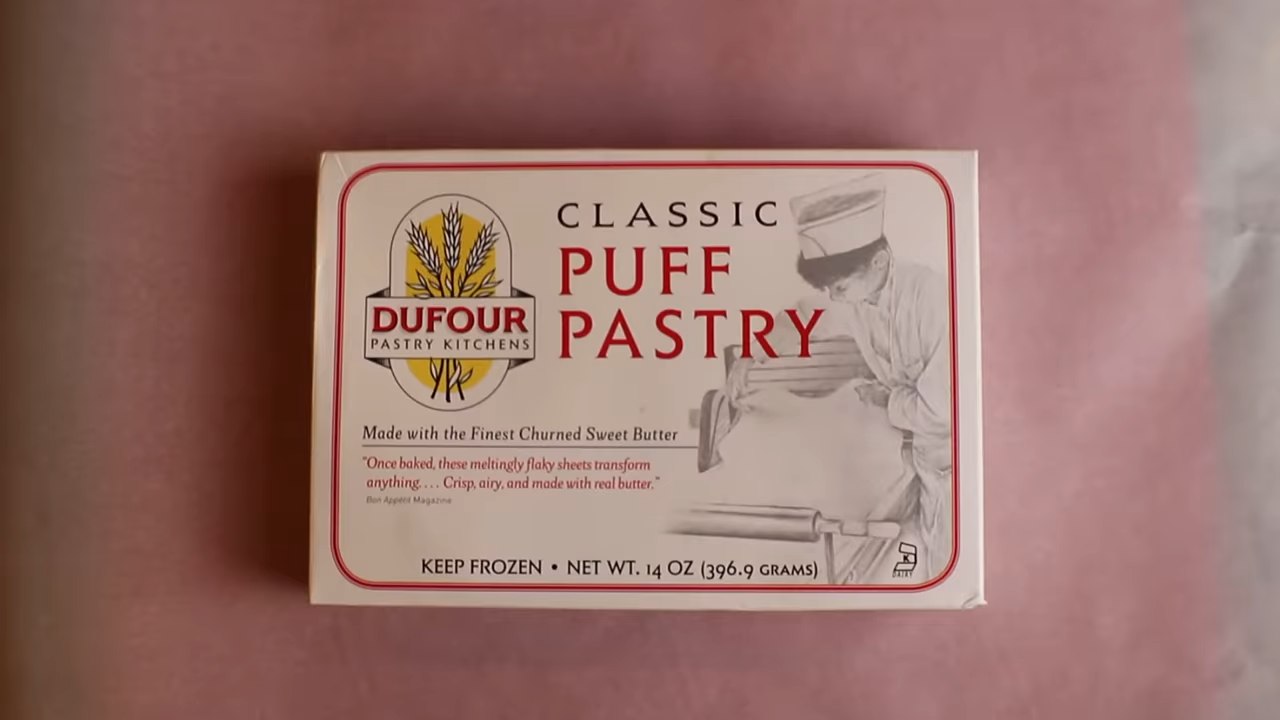 CLASSIC
PUFF
PASTRY
DUFOUR
PASTRY KITCHENS
Made with the Finest Churned Sweet Butter
"Once baked, these meltingly flaky sheets transform
anything.... Crisp, airy, and made with real butter."
Bon Appétit Magazine
KEEP FROZEN • NET WT. 14 OZ (396.9 GRAMS)
K
DAIRY